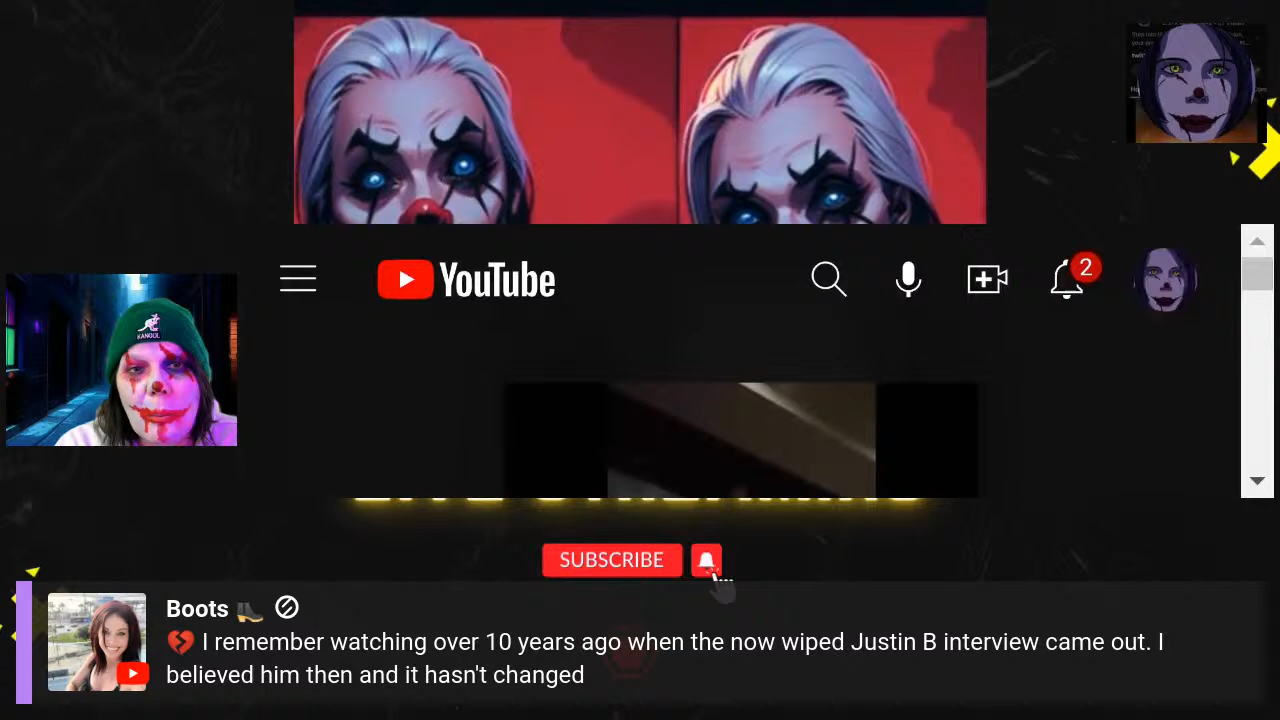 KANGOL
YouTube
2
SUBSCRIBE
Boots
💔 I remember watching over 10 years ago when the now wiped Justin B interview came out. I
believed him then and it hasn't changed